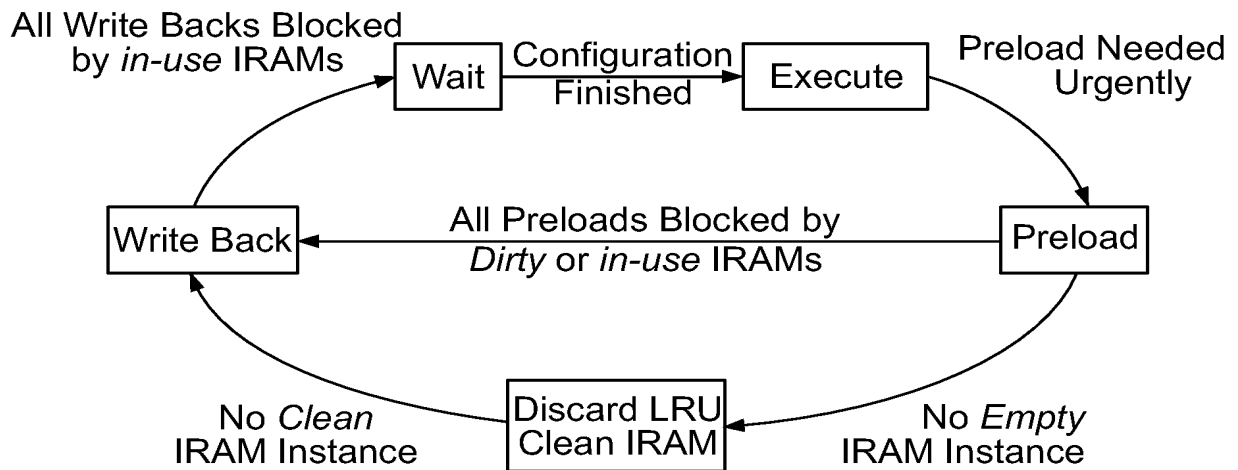 All Write Backs Blocked
by in-use IRAMs
Wait
Configuration
Finished
Execute
Preload Needed
Urgently
Write Back
All Preloads Blocked by
Dirty or in-use IRAMs
Preload
No Clean
IRAM Instance
Discard LRU
Clean IRAM
No Empty
IRAM Instance